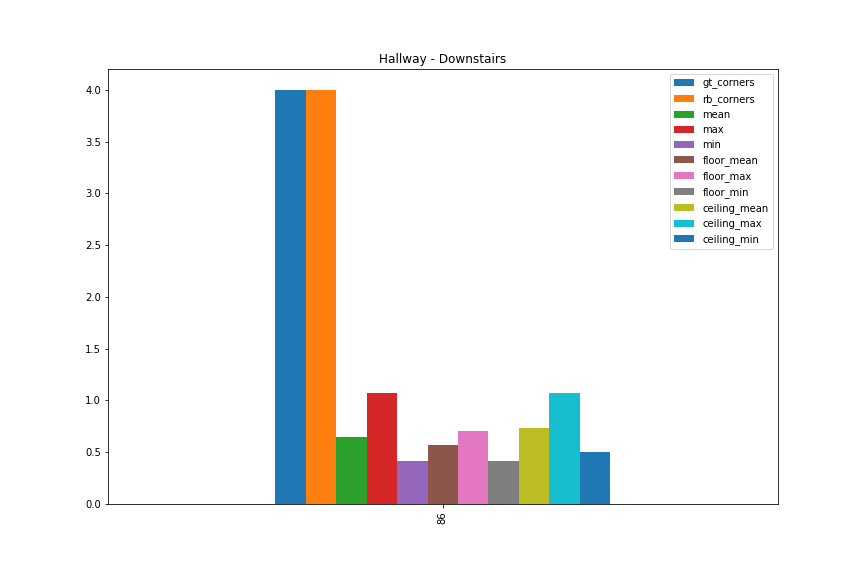 Hallway - Downstairs
gt_corners
rb_corners
mean
max
min
floor_mean
floor_max
floor_min
ceiling_mean
ceiling_max
ceiling_min
4.0
3.5
3.0
2.5
2.0
1.5
1.0
0.5
0.0
86